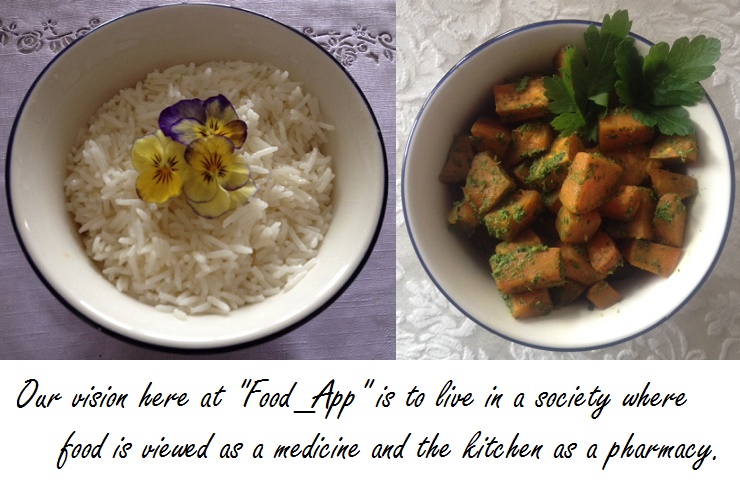 Our vision here at "Food_App" is to live in a society where
food is viewed as a medicine and the kitchen as a pharmacy.